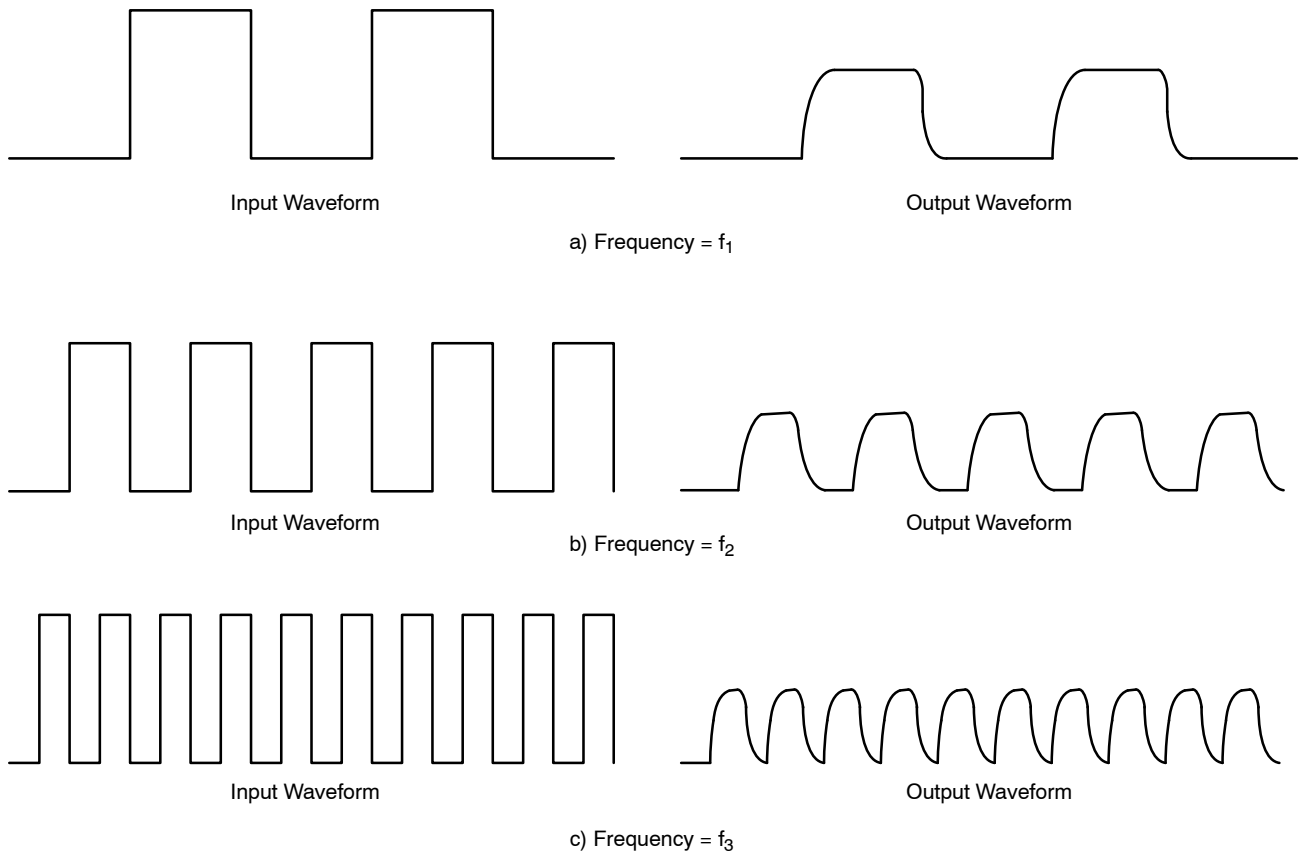 Input Waveform
Output Waveform
a) Frequency = f₁
Input Waveform
Output Waveform
b) Frequency = f₂
Input Waveform
Output Waveform
c) Frequency = f₃